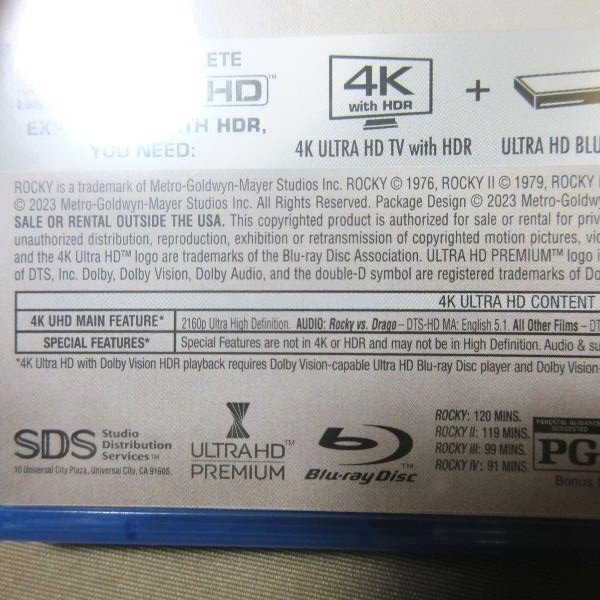 LETE
HD™
EXP WITH HDR,
YOU NEED:
4K
with HDR
4K ULTRA HD TV with HDR
+
ULTRA HD BLU
ROCKY is a trademark of Metro-Goldwyn-Mayer Studios Inc. ROCKY © 1976, ROCKY II © 1979, ROCKY
© 2023 Metro-Goldwyn-Mayer Studios Inc. All Rights Reserved. Package Design © 2023 Metro-Goldwy
SALE OR RENTAL OUTSIDE THE USA. This copyrighted product is authorized for sale or rental for priv
unauthorized distribution, reproduction, exhibition or retransmission of copyrighted motion pictures, vid
and the 4K Ultra HD™ logo are trademarks of the Blu-ray Disc Association. ULTRA HD PREMIUM™ logo i
of DTS, Inc. Dolby, Dolby Vision, Dolby Audio, and the double-D symbol are registered trademarks of Do
4K ULTRA HD CONTENT
4K UHD MAIN FEATURE* 2160p Ultra High Definition. AUDIO: Rocky vs. Drago – DTS-HD MA: English 5.1. All Other Films – DT
SPECIAL FEATURES* Special Features are not in 4K or HDR and may not be in High Definition. Audio & su
*4K Ultra HD with Dolby Vision HDR playback requires Dolby Vision-capable Ultra HD Blu-ray Disc player and Dolby Vision-
SDS Studio
Distribution
Services™
10 Universal City Plaza, Universal City, CA 91608.
ULTRA HD™
PREMIUM
Blu-ray Disc
ROCKY: 120 MINS.
ROCKY II: 119 MINS.
ROCKY III: 99 MINS.
ROCKY IV: 91 MINS.
PARENTAL GUIDANCE
SUGGESTED
PG
Bonus